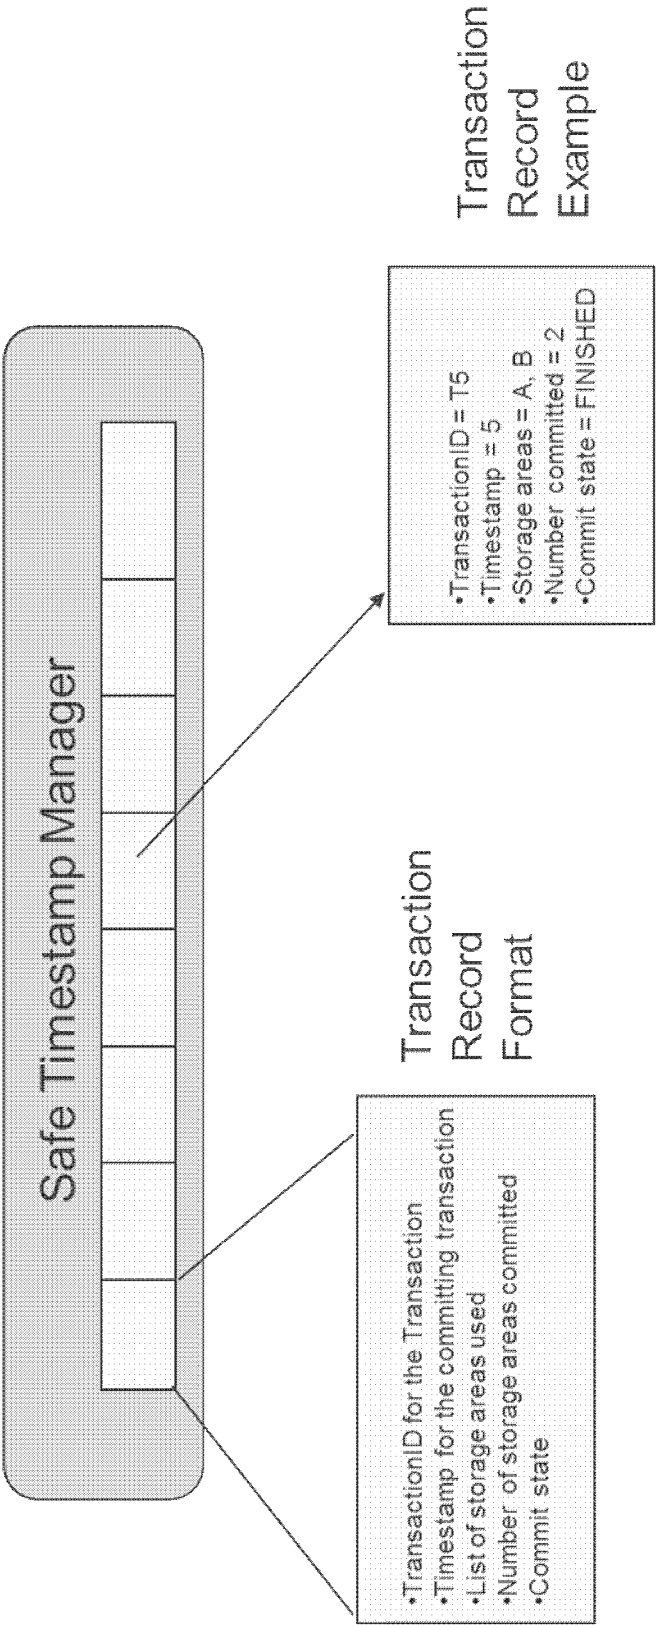 Safe Timestamp Manager
•TransactionID for the Transaction
•Timestamp for the committing transaction
•List of storage areas used
•Number of storage areas committed
•Commit state
Transaction
Record
Format
•TransactionID = T5
•Timestamp = 5
•Storage areas = A, B
•Number committed = 2
•Commit state = FINISHED
Transaction
Record
Example